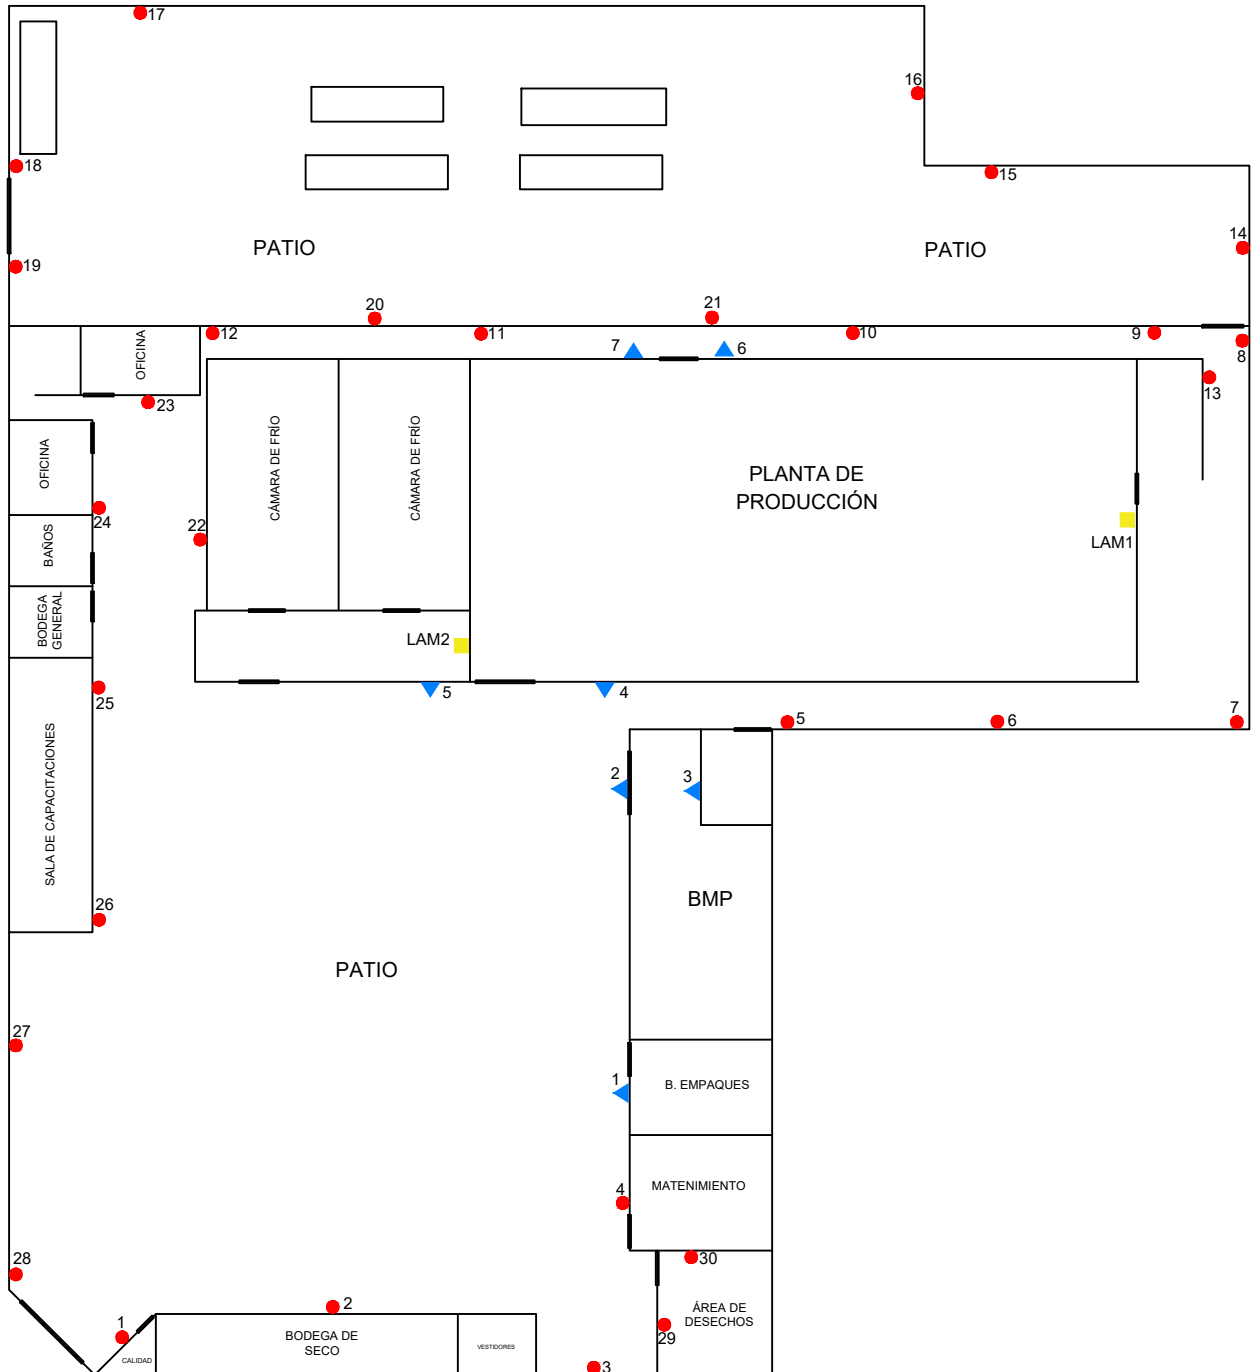 17
16
18
15
PATIO
PATIO
14
19
20
21
12
11
7
6
10
9
8
OFICINA
13
23
OFICINA
CÁMARA DE FRÍO
CÁMARA DE FRÍO
PLANTA DE
PRODUCCIÓN
24
22
LAM1
BAÑOS
BODEGA
GENERAL
LAM2
25
5
4
5
6
7
SALA DE CAPACITACIONES
2
3
26
BMP
PATIO
27
1
B. EMPAQUES
4
MATENIMIENTO
28
30
1
2
ÁREA DE
DESECHOS
29
BODEGA DE
SECO
VESTIDORES
CALIDAD
3